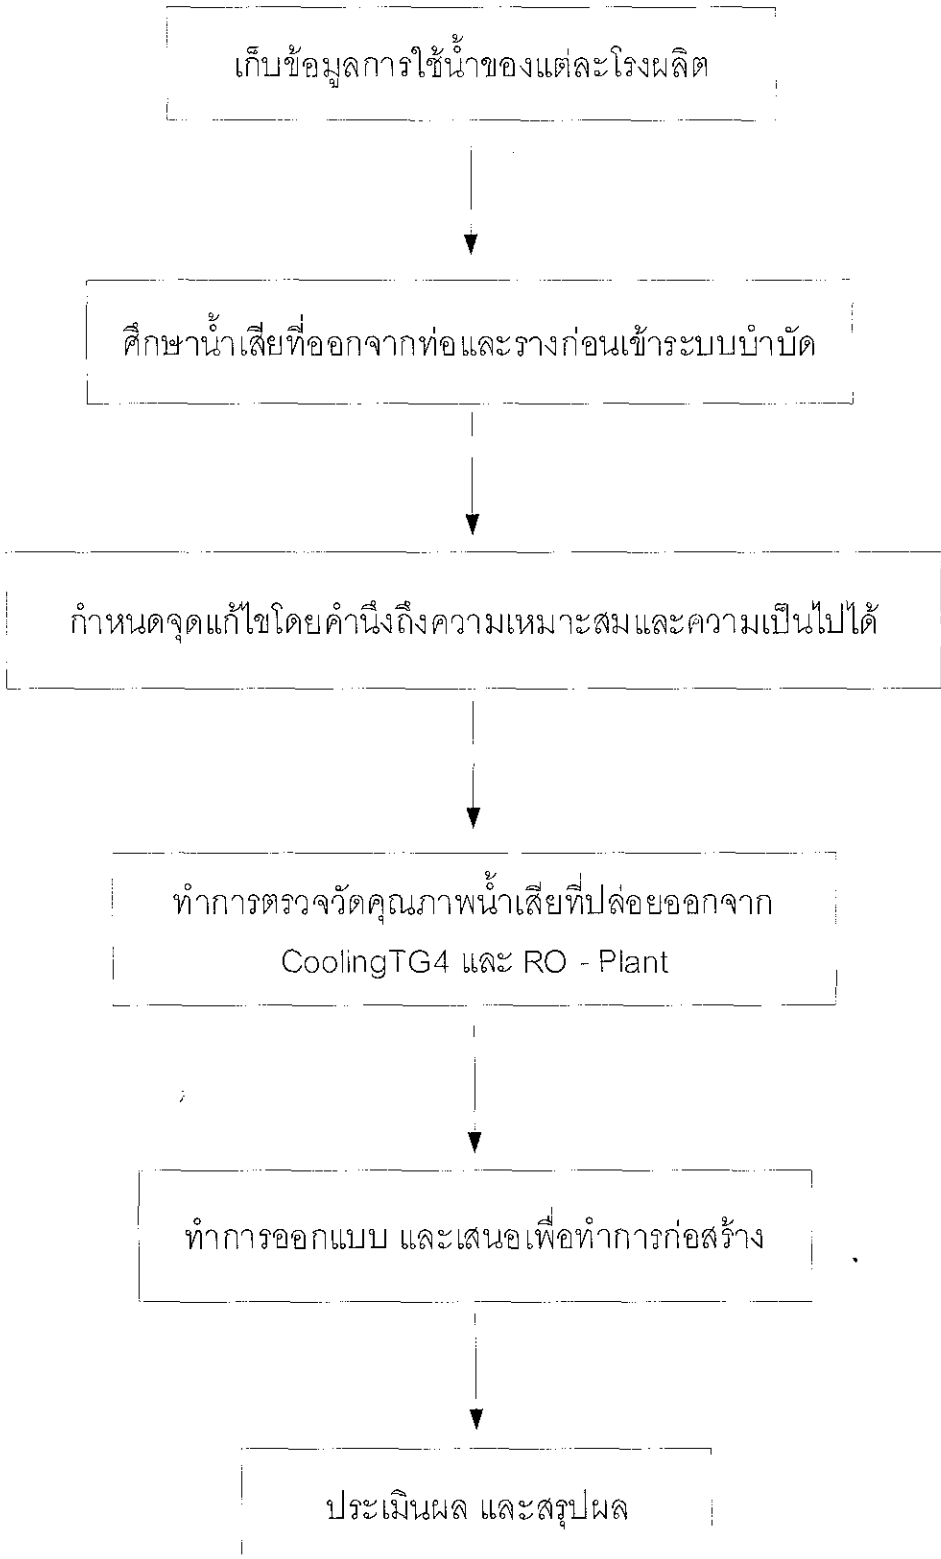 เก็บข้อมูลการใช้น้ำของแต่ละโรงผลิต
ศึกษาน้ำเสียที่ออกจากท่อและรางก่อนเข้าระบบบำบัด
กำหนดจุดแก้ไขโดยคำนึงถึงความเหมาะสมและความเป็นไปได้
ทำการตรวจวัดคุณภาพน้ำเสียที่ปล่อยออกจาก
CoolingTG4 และ RO - Plant
ทำการออกแบบ และเสนอเพื่อทำการก่อสร้าง
ประเมินผล และสรุปผล